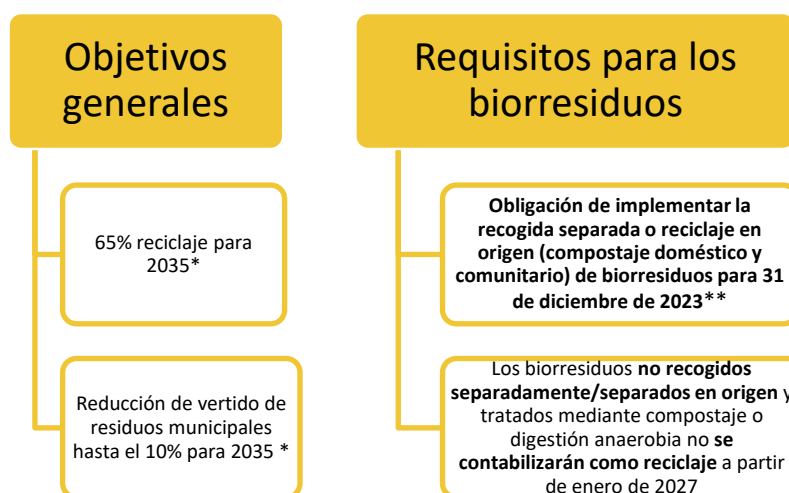 Objetivos
generales
65% reciclaje para
2035*
Reducción de vertido de
residuos municipales
hasta el 10% para 2035 *
Requisitos para los
biorresiduos
Obligación de implementar la
recogida separada o reciclaje en
origen (compostaje doméstico y
comunitario) de biorresiduos para 31
de diciembre de 2023**
Los biorresiduos no recogidos
separadamente/separados en origen y
tratados mediante compostaje o
digestión anaerobia no se
contabilizarán como reciclaje a partir
de enero de 2027